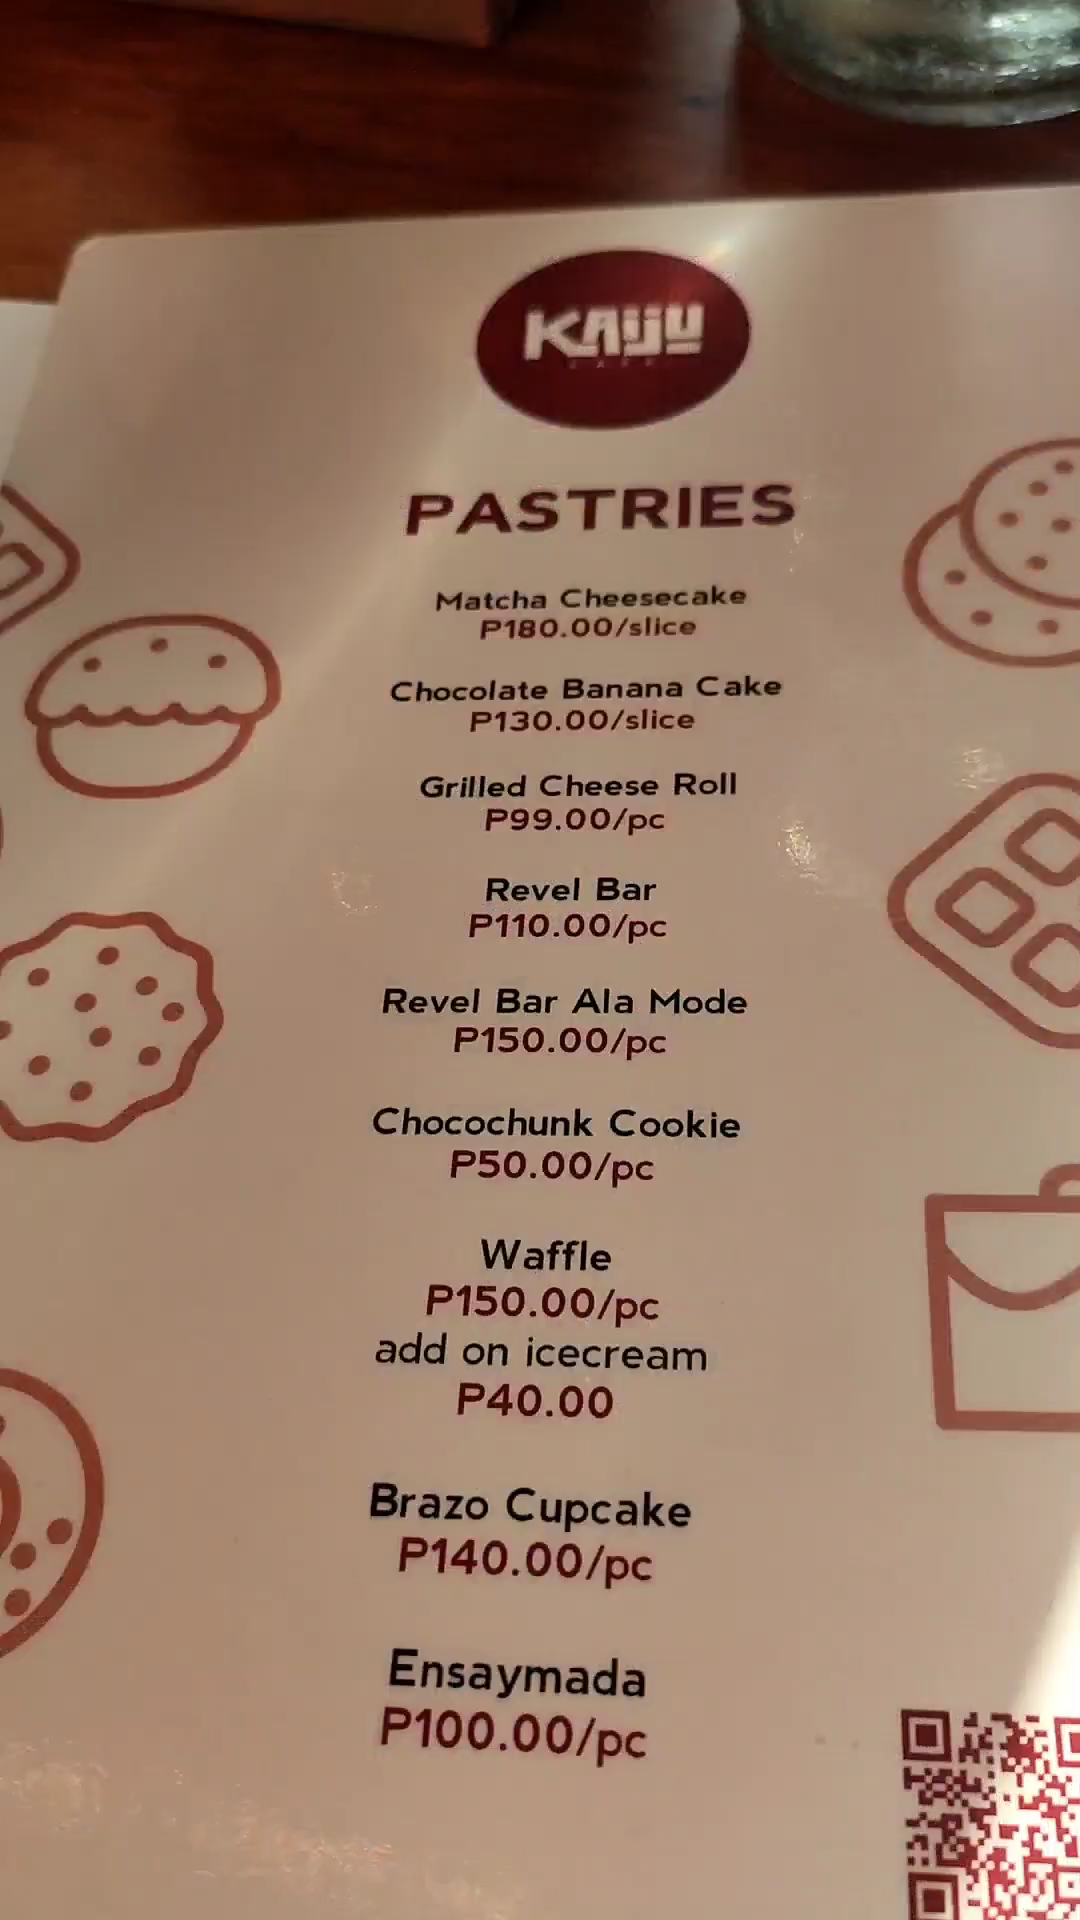 KAIJU
PASTRIES
Matcha Cheesecake
P180.00/slice
Chocolate Banana Cake
P130.00/slice
Grilled Cheese Roll
P99.00/pc
Revel Bar
P110.00/pc
Revel Bar Ala Mode
P150.00/pc
Chocochunk Cookie
P50.00/pc
Waffle
P150.00/pc
add on icecream
P40.00
Brazo Cupcake
P140.00/pc
Ensaymada
P100.00/pc